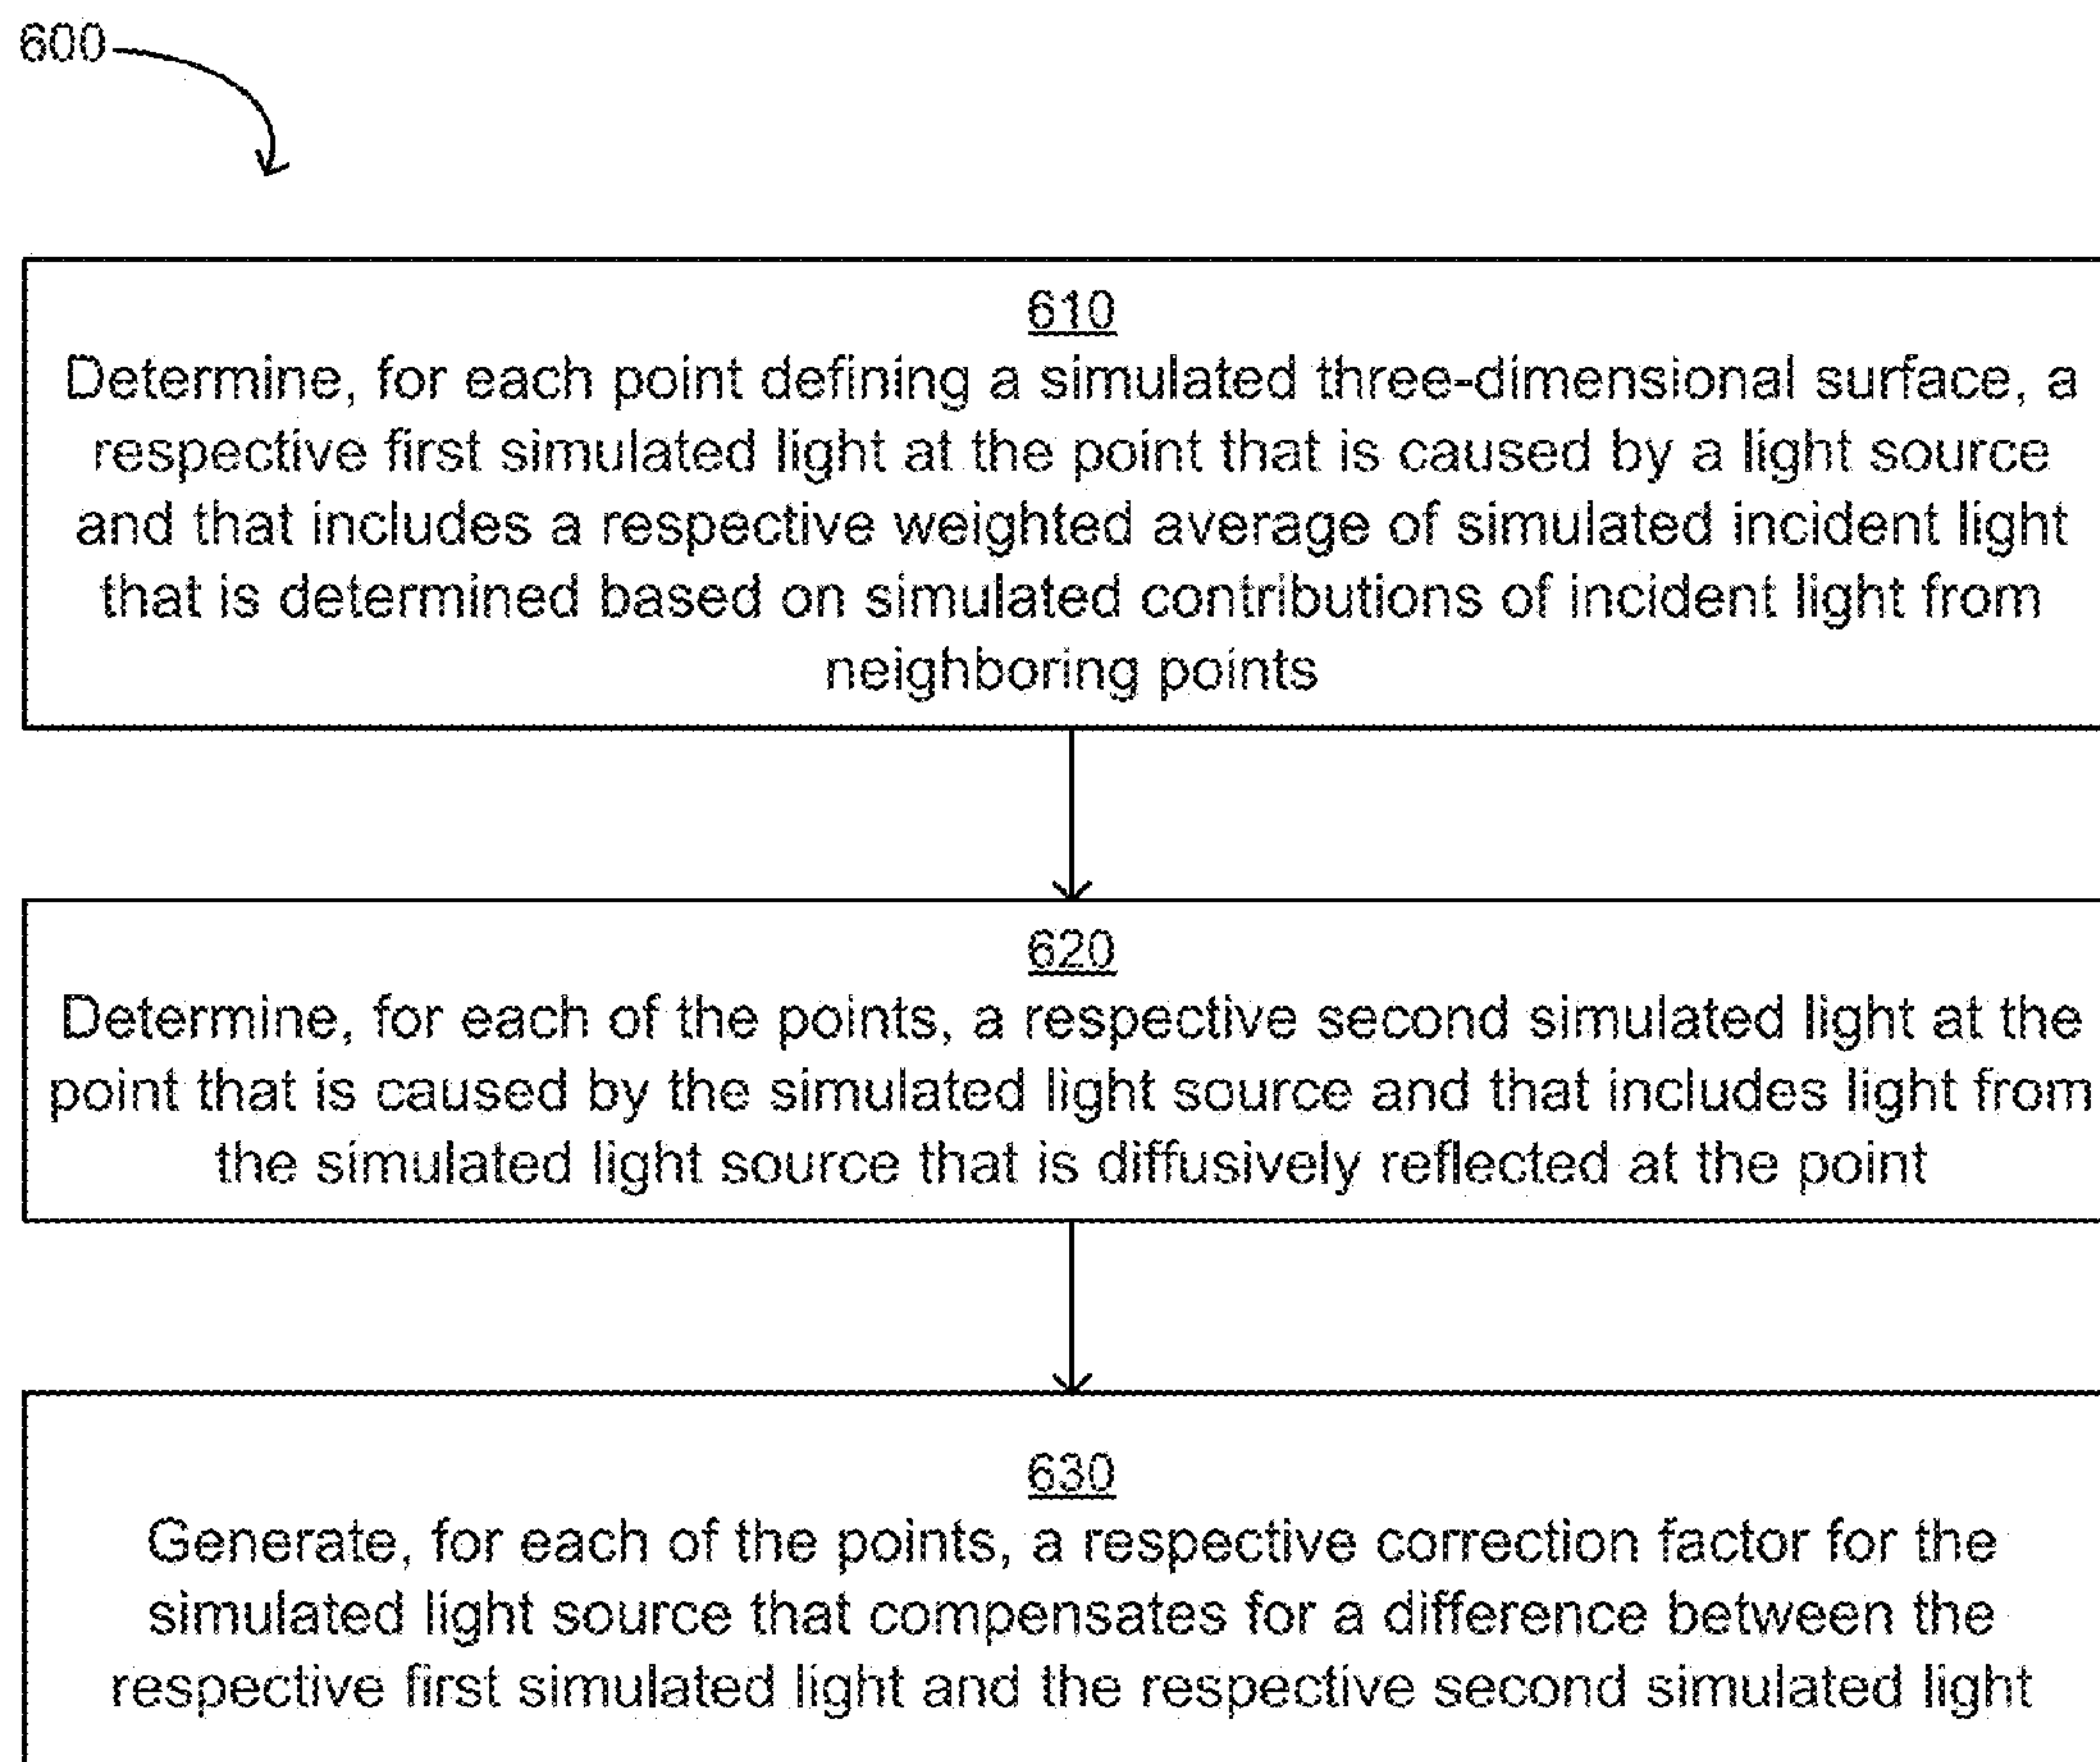 600
610
Determine, for each point defining a simulated three-dimensional surface, a
respective first simulated light at the point that is caused by a light source
and that includes a respective weighted average of simulated incident light
that is determined based on simulated contributions of incident light from
neighboring points
620
Determine, for each of the points, a respective second simulated light at the
point that is caused by the simulated light source and that includes light from
the simulated light source that is diffusively reflected at the point
630
Generate, for each of the points, a respective correction factor for the
simulated light source that compensates for a difference between the
respective first simulated light and the respective second simulated light